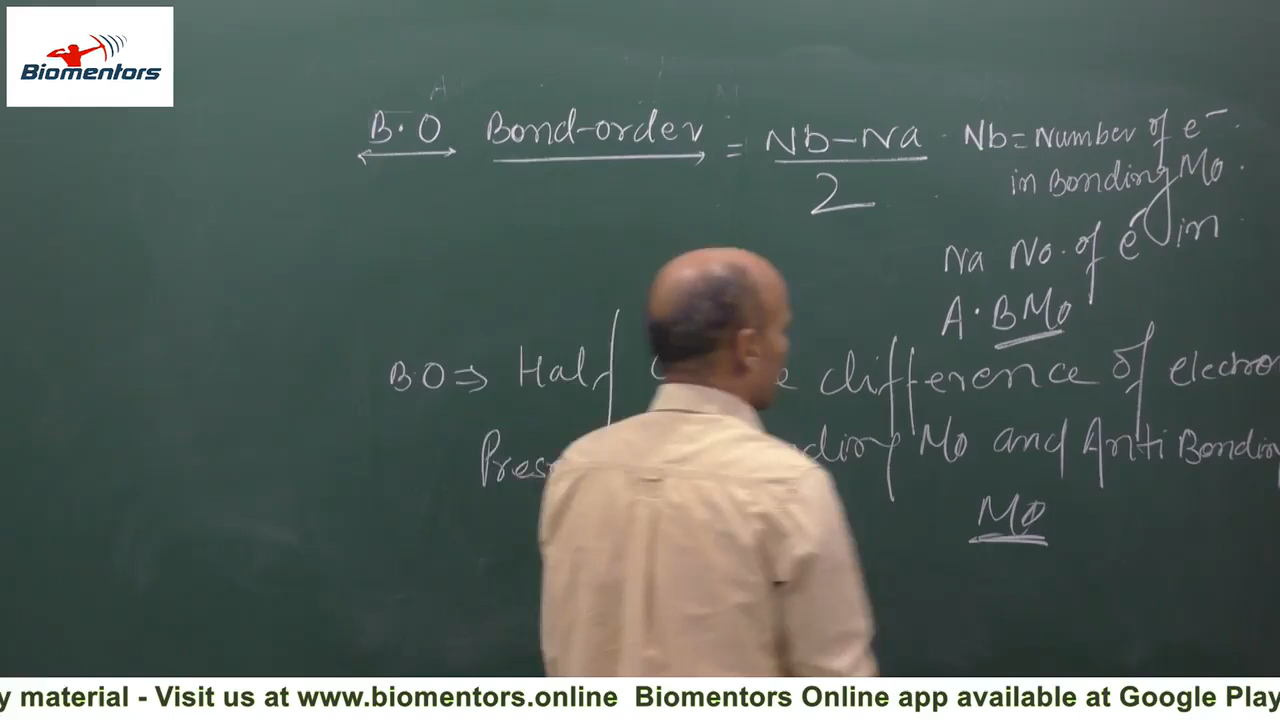 Biomentors
B.O Bond-order = Nb-Na / 2
Nb = Number of e-
in Bonding Mo.
Na No. of e- in
A.BMo
BO ⇒ Hal difference of electro
Pres Mo and Anti Bonding
MO
y material - Visit us at www.biomentors.online Biomentors Online app available at Google Play